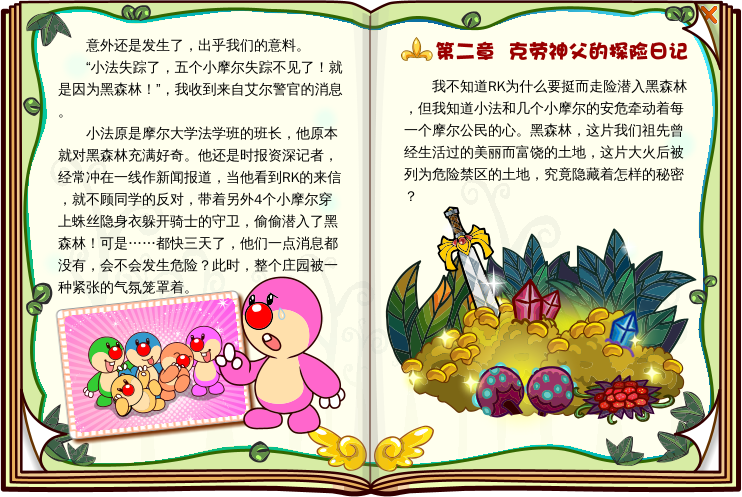 意外还是发生了，出乎我们的意料。
“小法失踪了，五个小摩尔失踪不见了！就
是因为黑森林！”，我收到来自艾尔警官的消息
。
小法原是摩尔大学法学班的班长，他原本
就对黑森林充满好奇。他还是时报资深记者，
经常冲在一线作新闻报道，当他看到RK的来信
，就不顾同学的反对，带着另外4个小摩尔穿
上蛛丝隐身衣躲开骑士的守卫，偷偷潜入了黑
森林！可是……都快三天了，他们一点消息都
没有，会不会发生危险？此时，整个庄园被一
种紧张的气氛笼罩着。
第二章 克劳神父的探险日记
我不知道RK为什么要挺而走险潜入黑森林
，但我知道小法和几个小摩尔的安危牵动着每
一个摩尔公民的心。黑森林，这片我们祖先曾
经生活过的美丽而富饶的土地，这片大火后被
列为危险禁区的土地，究竟隐藏着怎样的秘密
？